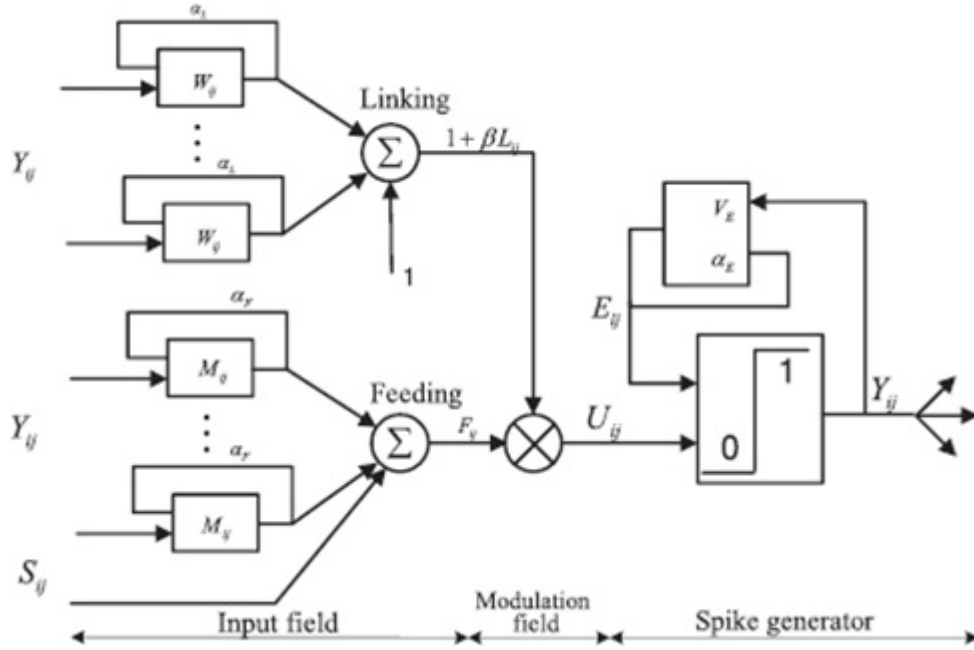 α_L
W_ij
Y_ij
α_L
W_ij
Linking
Σ
1 + βL_ij
1
α_F
M_ij
Y_ij
α_F
M_ij
S_ij
Feeding
Σ
F_ij
U_ij
V_E
α_E
E_ij
0
1
Y_ij
Input field
Modulation
field
Spike generator